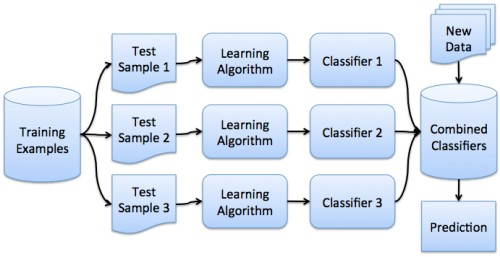 Training
Examples
Test
Sample 1
Learning
Algorithm
Classifier 1
Test
Sample 2
Learning
Algorithm
Classifier 2
Test
Sample 3
Learning
Algorithm
Classifier 3
New
Data
Combined
Classifiers
Prediction